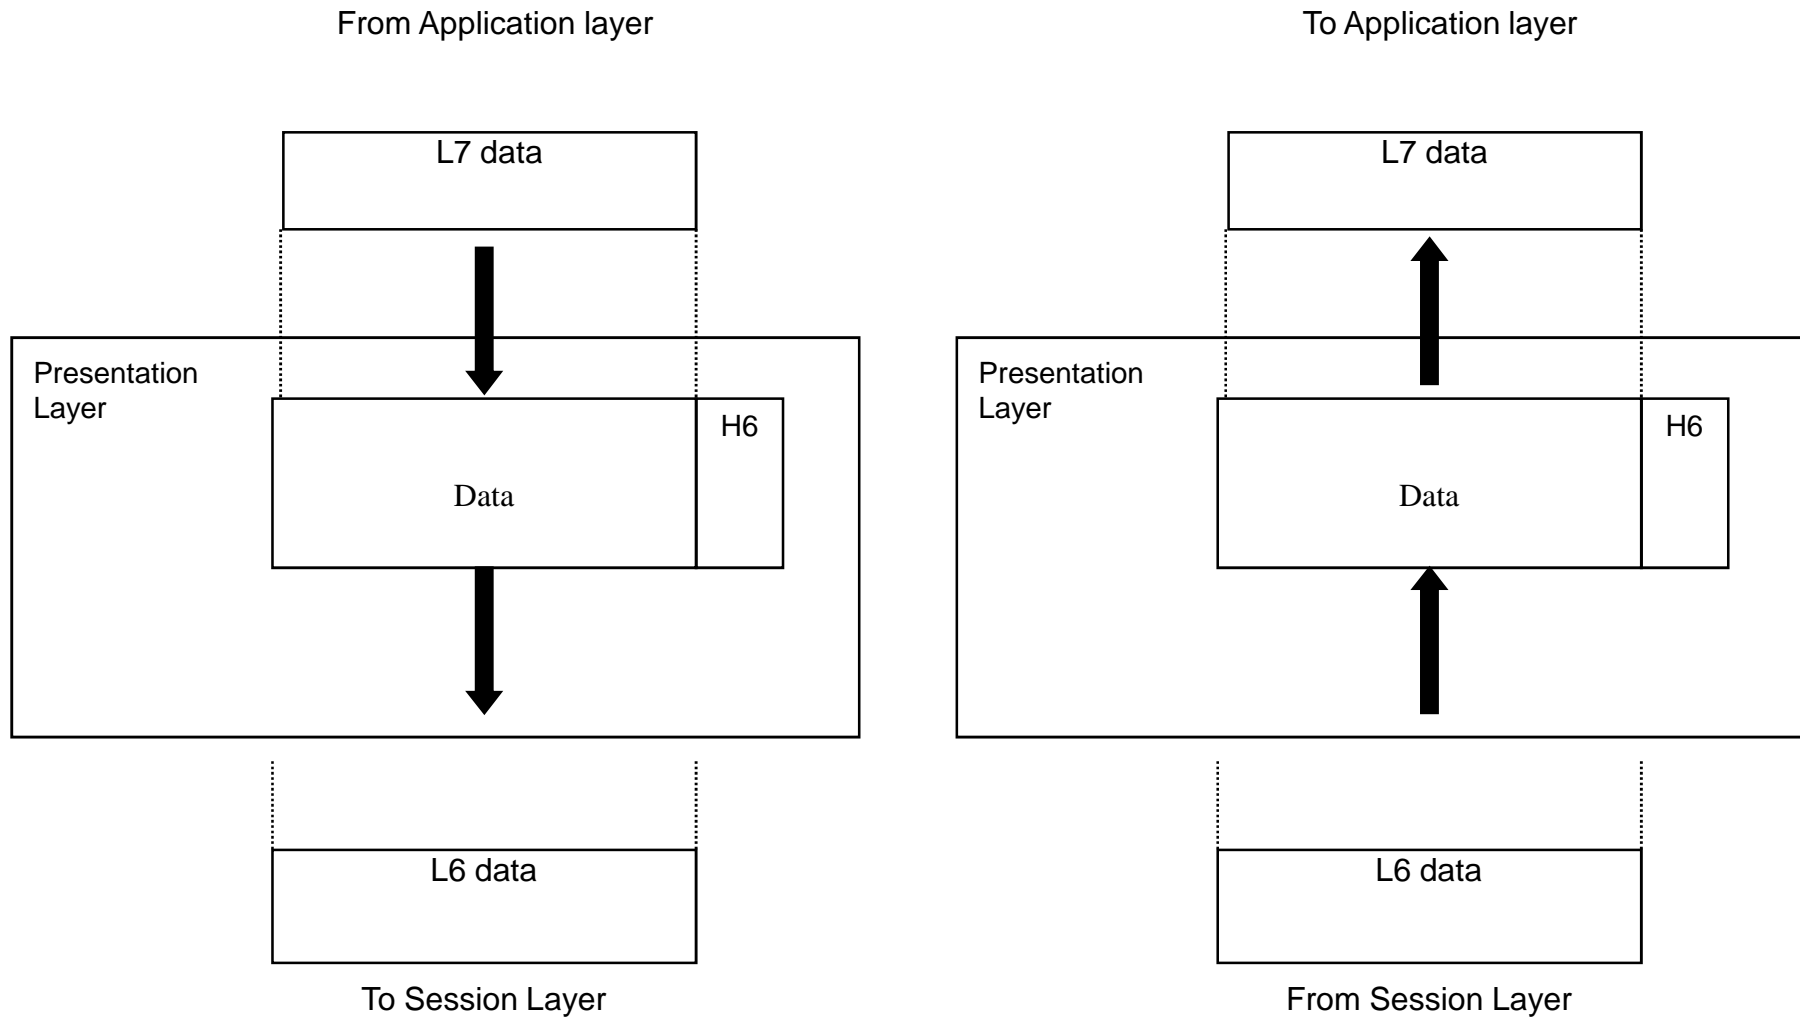 From Application layer
L7 data
Presentation
Layer
H6
Data
L6 data
To Session Layer
To Application layer
L7 data
Presentation
Layer
H6
Data
L6 data
From Session Layer